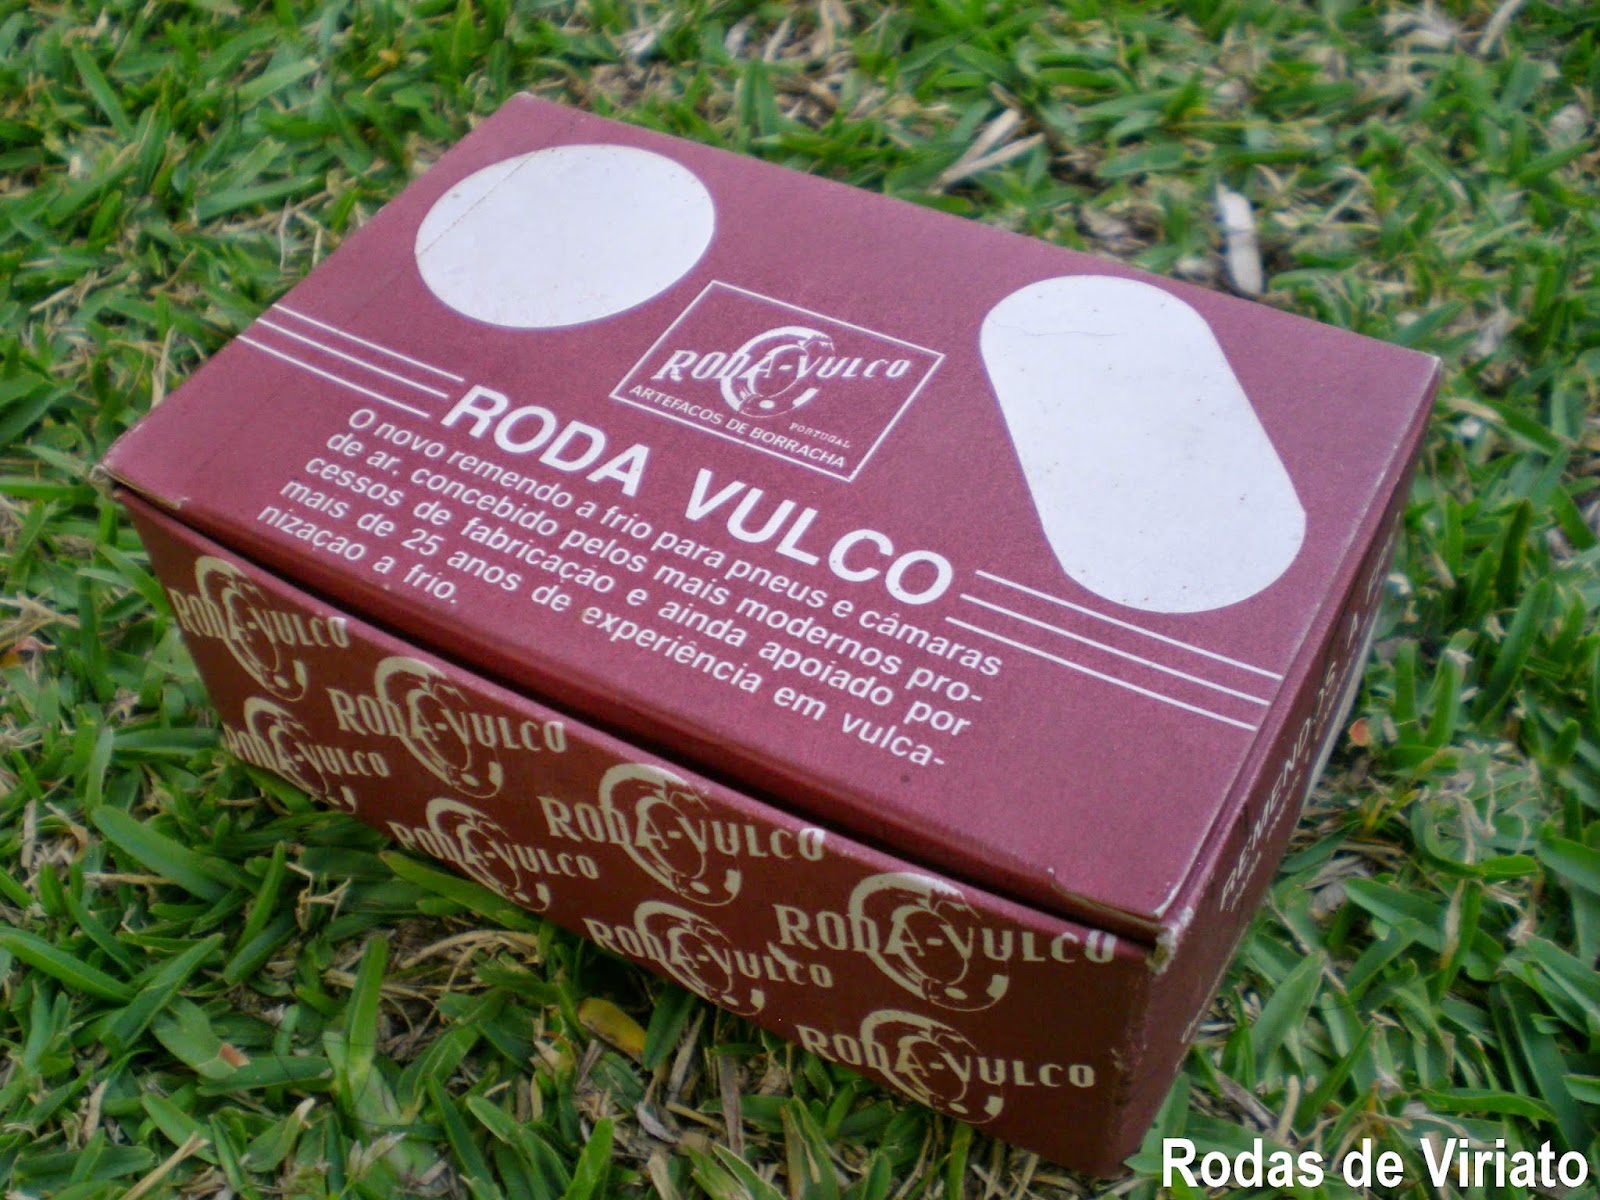 RODA-VULCO
PORTUGAL
ARTEFACOS DE BORRACHA
RODA VULCO
O novo remendo a frio para pneus e câmaras
de ar, concebido pelos mais modernos pro-
cessos de fabricação e ainda apoiado por
mais de 25 anos de experiência em vulca-
nizaçao a frio.
RODA-VULCO
RODA-VULCO
RODA-VULCO
RODA-VULCO
RODA-VULCO
RODA-VULCO
RODA-VULCO
RODA-VULCO
REMENDOS A
Rodas de Viriato